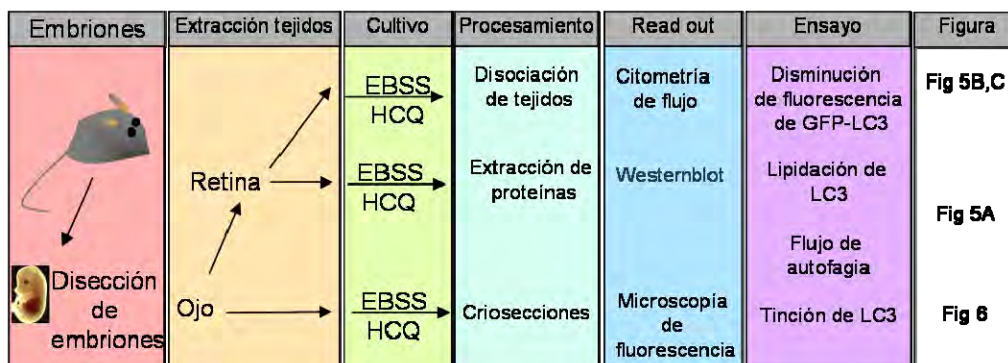 Embriones
Extracción tejidos
Cultivo
Procesamiento
Read out
Ensayo
Figura
Disección
de
embriones
Retina
Ojo
EBSS
HCQ
EBSS
HCQ
EBSS
HCQ
Disociación
de tejidos
Extracción de
proteínas
Criosecciones
Citometría
de flujo
Westernblot
Microscopía
de
fluorescencia
Disminución
de fluorescencia
de GFP-LC3
Lipidación de
LC3
Flujo de
autofagia
Tinción de LC3
Fig 5B,C
Fig 5A
Fig 6